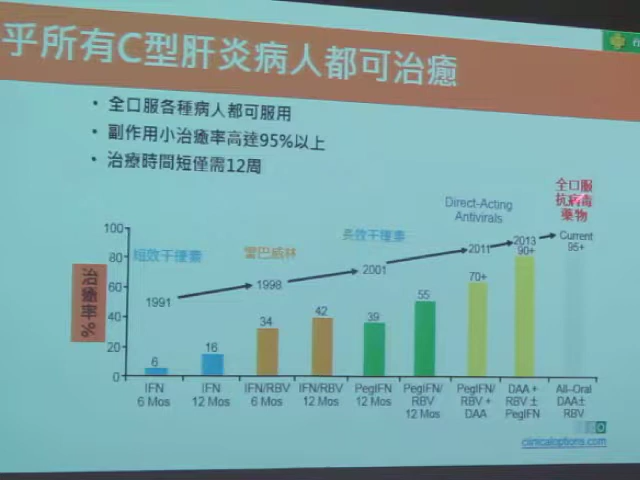 乎所有C型肝炎病人都可治癒
• 全口服各種病人都可服用
• 副作用小治癒率高達95%以上
• 治療時間短僅需12周
全口服
抗病毒
藥物
Direct-Acting
Antivirals
短效干擾素
雷巴威林
長效干擾素
治癒率%
100
80
60
40
20
0
1991
1998
2001
2011
2013
Current
95+
6
16
34
42
39
55
70+
90+
IFN
6 Mos
IFN
12 Mos
IFN/RBV
6 Mos
IFN/RBV
12 Mos
PegIFN
12 Mos
PegIFN/
RBV
12 Mos
PegIFN/
RBV +
DAA
DAA +
RBV ±
PegIFN
All-Oral
DAA±
RBV
clinicaloptions.com